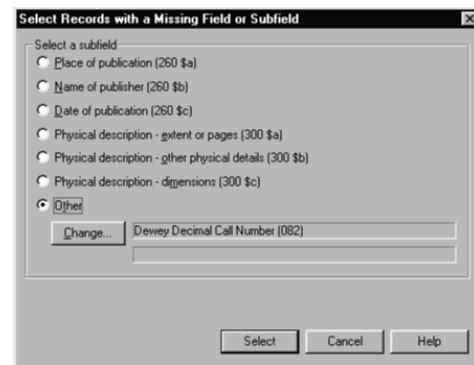 Select Records with a Missing Field or Subfield
Select a subfield
Place of publication (260 $a)
Name of publisher (260 $b)
Date of publication (260 $c)
Physical description - extent or pages (300 $a)
Physical description - other physical details (300 $b)
Physical description - dimensions (300 $c)
Other
Change... Dewey Decimal Call Number (082)
Select Cancel Help